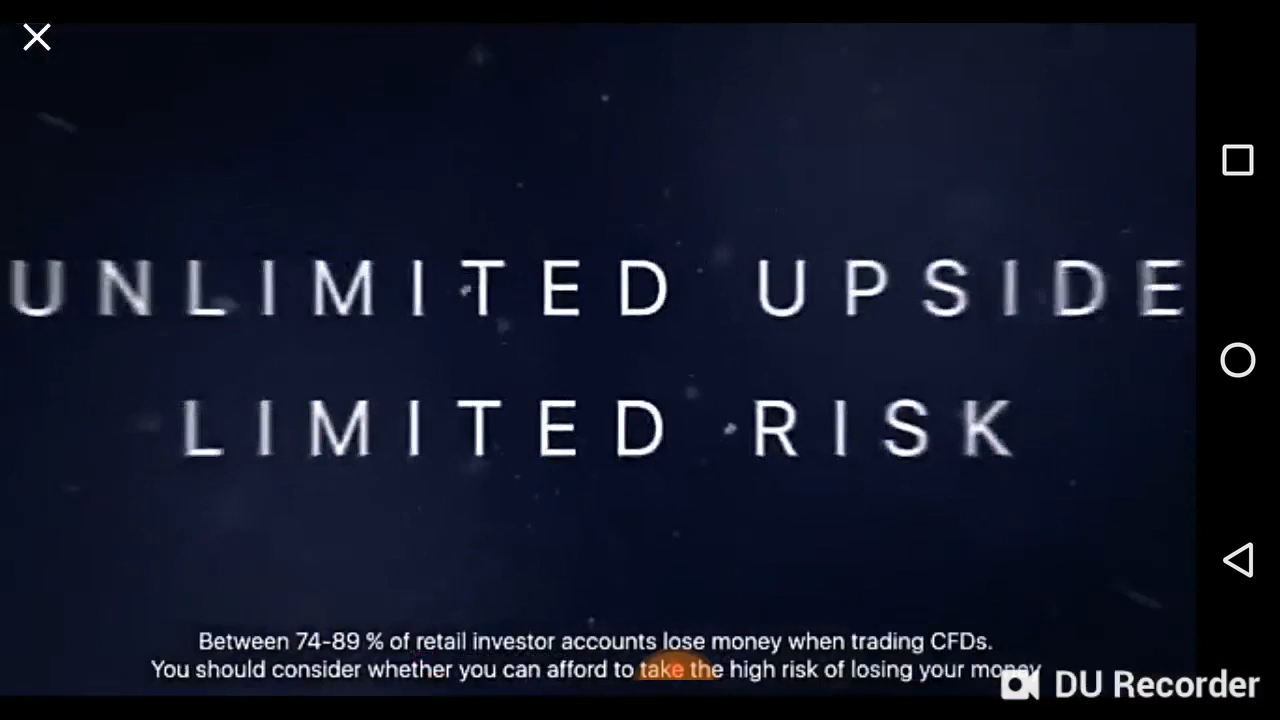 UNLIMITED UPSIDE
LIMITED RISK
Between 74-89 % of retail investor accounts lose money when trading CFDs.
You should consider whether you can afford to take the high risk of losing your money
DU Recorder